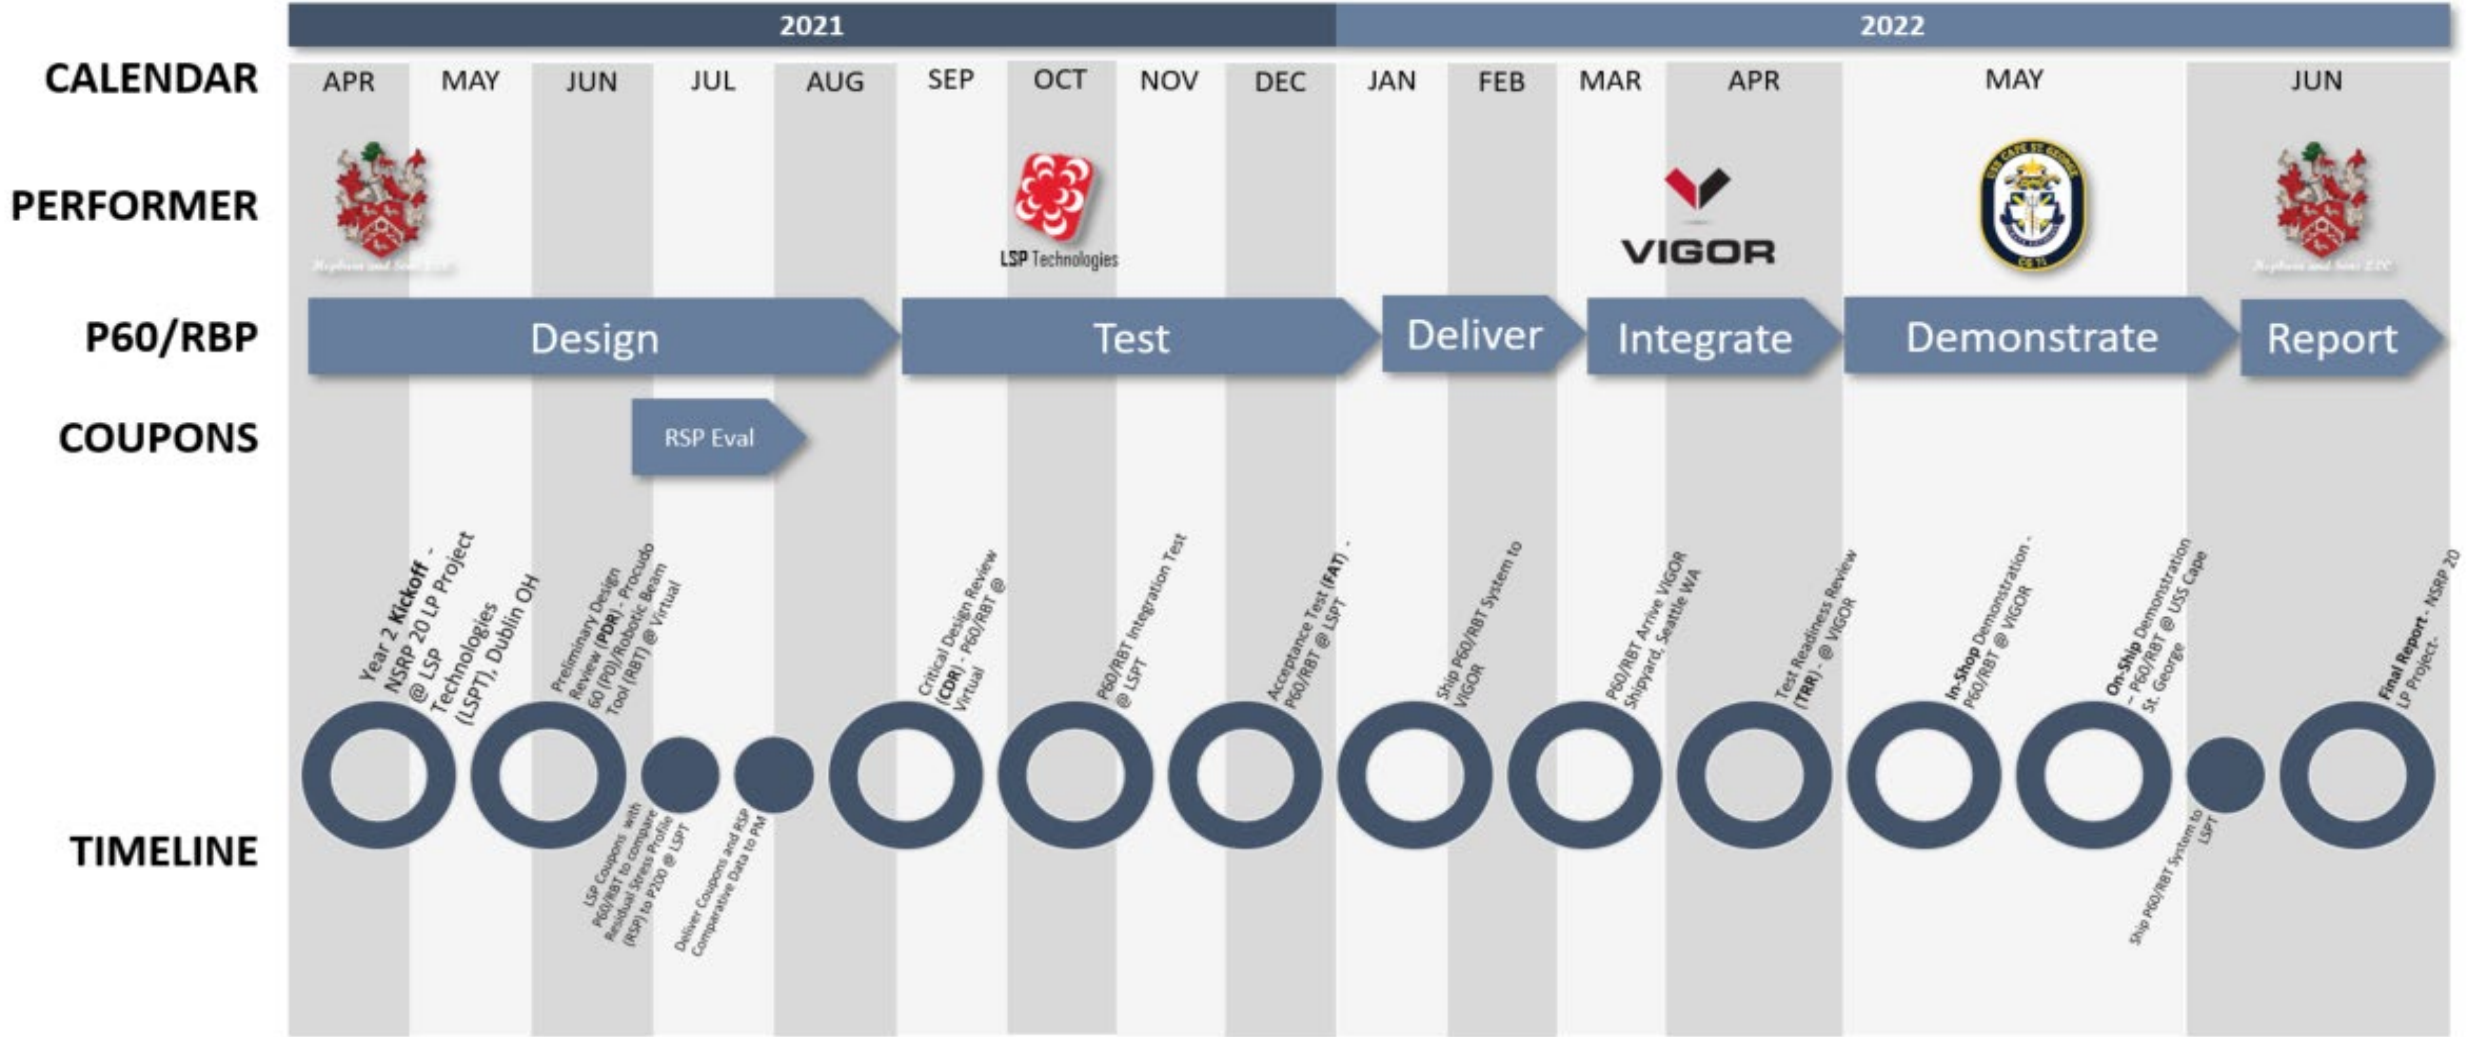 2021
2022
CALENDAR
APR
MAY
JUN
JUL
AUG
SEP
OCT
NOV
DEC
JAN
FEB
MAR
APR
MAY
JUN
PERFORMER
LSP Technologies
VIGOR
USS CAPE ST GEORGE
CG 71
P60/RBP
Design
Test
Deliver
Integrate
Demonstrate
Report
COUPONS
RSP Eval
Year 2 Kickoff -
NSRP 20 LP Project
@ LSP
Technologies
(LSPT), Dublin OH
Preliminary Design
Review (PDR) - Procudo
60 (P0)/Robotic Beam
Tool (RBT) @ Virtual
Critical Design Review
(CDR) - P60/RBT @
Virtual
P60/RBT Integration Test
@ LSPT
Acceptance Test (FAT) -
P60/RBT @ LSPT
Ship P60/RBT System to
VIGOR
P60/RBT Arrive VIGOR
Shipyard, Seattle WA
Test Readiness Review
(TRR) - @ VIGOR
In-Shop Demonstration -
P60/RBT @ VIGOR
On-Ship Demonstration
– P60/RBT @ USS Cape
St. George
Final Report - NSRP 20
LP Project-
TIMELINE
LSP Coupons with
P60/RBT to compare
Residual Stress Profile
(RSP) to P200 @ LSPT
Deliver Coupons and RSP
Comparative Data to PM
Ship P60/RBT System to
LSPT